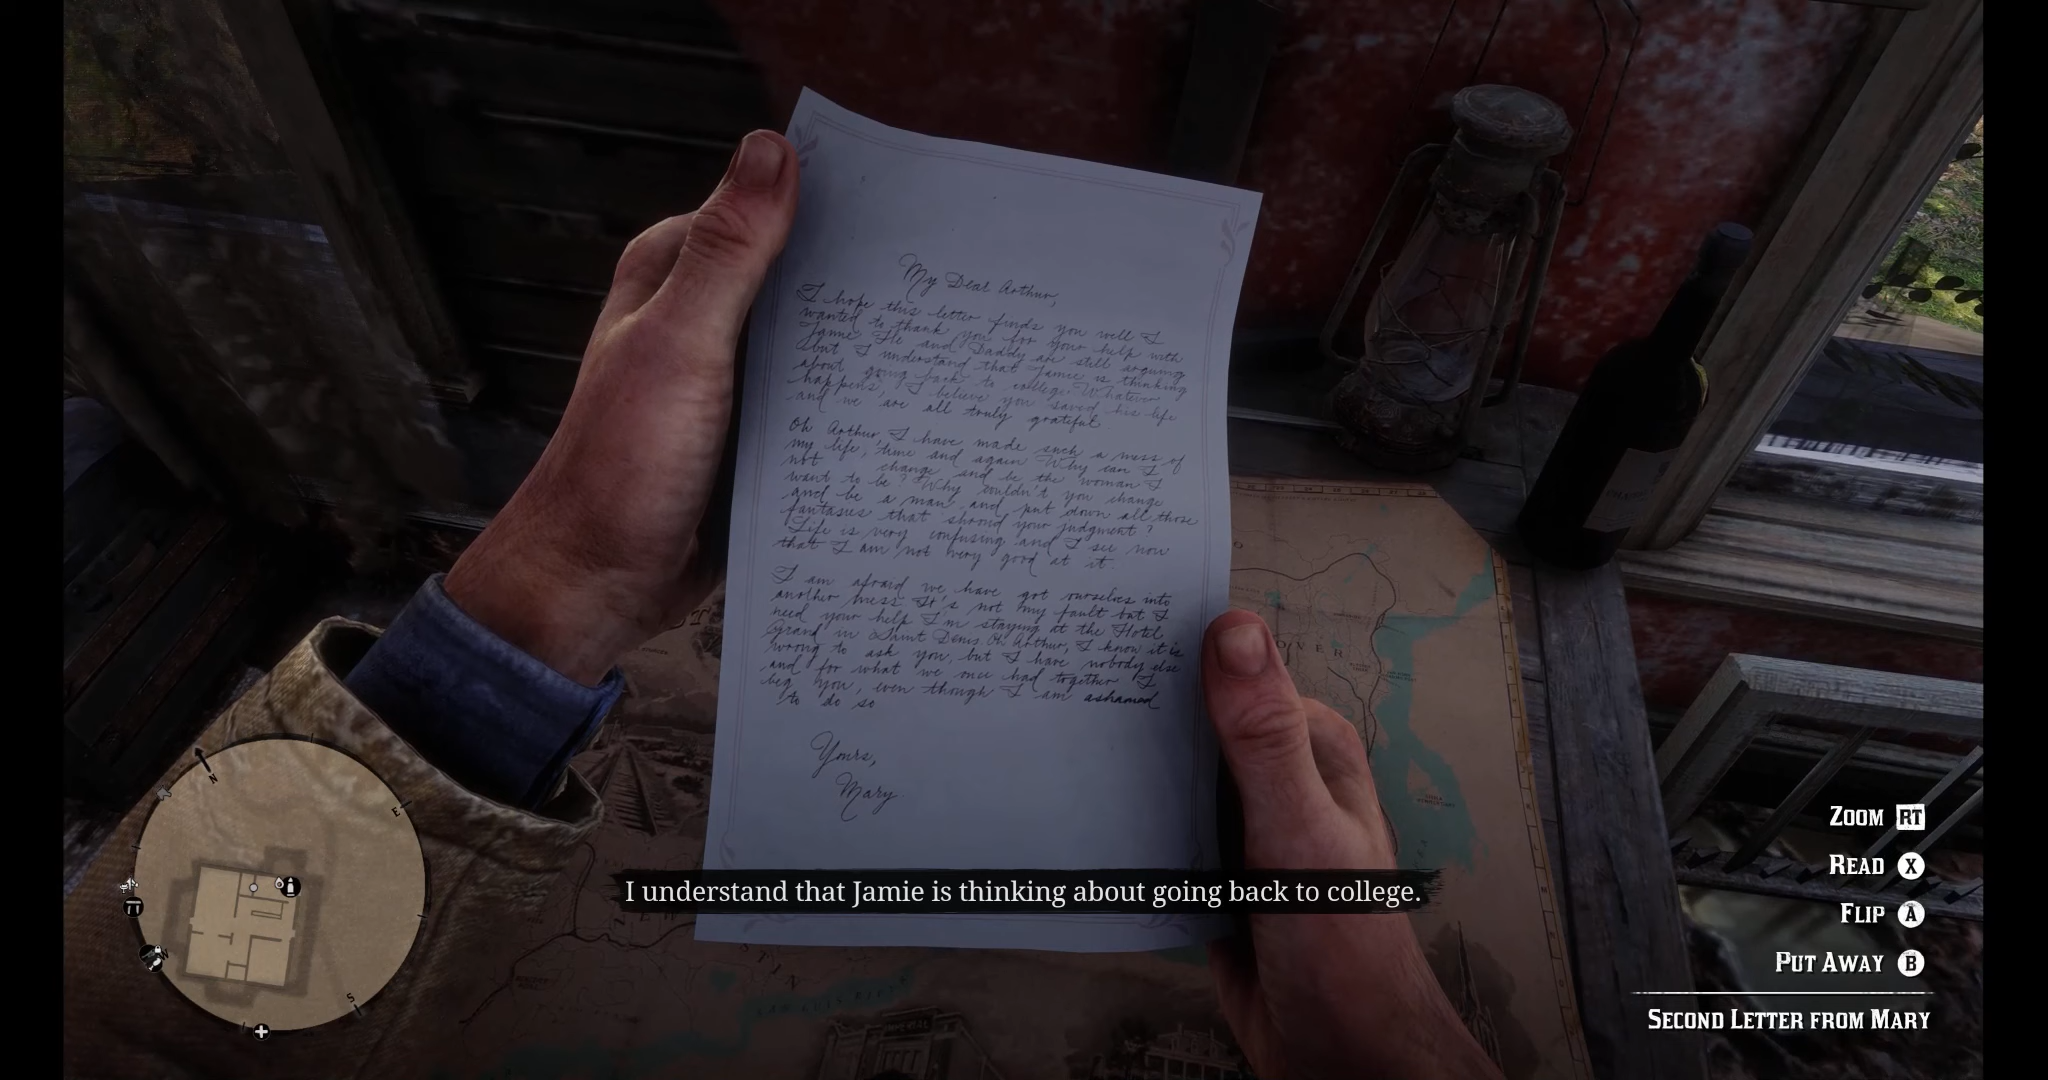 My Dear Arthur,
I hope this letter finds you well I
wanted to thank you for your help with
Jamie He and Daddy are still arguing
but I understand that Jamie is thinking
about going back to college. Whatever
happens, I believe you saved his life
and we are all truly grateful.
Oh Arthur, I have made such a mess of
my life, time and again Why can I
not change and be the woman I
want to be? Why couldn't you change
and be a man and put down all those
fantasies that shroud your judgment?
Life is very confusing and I see now
that I am not very good at it.
I am afraid we have got ourselves into
another mess It's not my fault but I
need your help I'm staying at the Hotel
Grand in Saint Denis. Oh Arthur, I know it is
wrong to ask you, but I have nobody else
and for what we once had together I
beg you, even though I am ashamed
to do so
Yours,
Mary.
I understand that Jamie is thinking about going back to college.
N
E
S
OVER
ZOOM RT
READ X
FLIP A
PUT AWAY B
SECOND LETTER FROM MARY